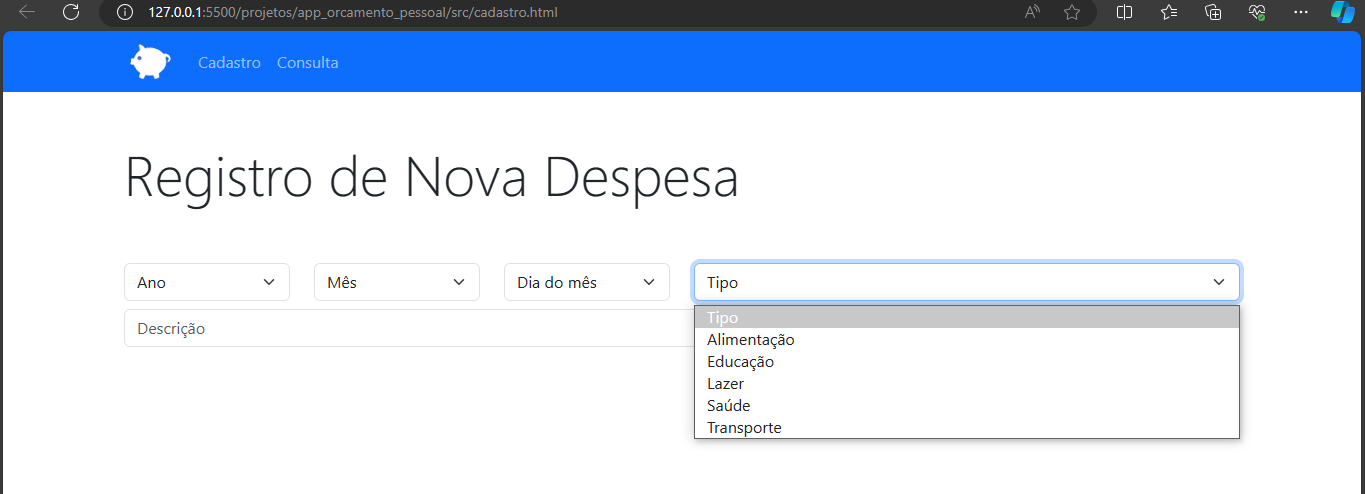 127.0.0.1:5500/projetos/app_orcamento_pessoal/src/cadastro.html
Cadastro Consulta
Registro de Nova Despesa
Ano Mês Dia do mês Tipo
Descrição
Tipo
Alimentação
Educação
Lazer
Saúde
Transporte